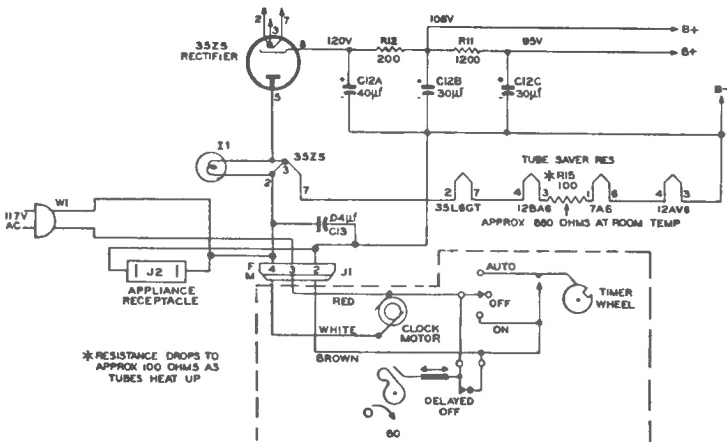 2 3 7
35Z5
RECTIFIER
8
5
120V
R12
200
108V
R11
1200
95V
B+
B+
B-
C12A
40µf
C12B
30µf
C12C
30µf
I1
35Z5
3
2
7
TUBE SAVER RES
*R15
100
2 7
35L6GT
4 3
12BA6
1 6
7A6
4 3
12AV6
APPROX 880 OHMS AT ROOM TEMP
W1
117V
AC
.04µf
C13
J2
APPLIANCE
RECEPTACLE
F
M
4 3 2
J1
RED
WHITE
BROWN
CLOCK
MOTOR
AUTO
OFF
ON
TIMER
WHEEL
* RESISTANCE DROPS TO
APPROX 100 OHMS AS
TUBES HEAT UP
DELAYED
OFF
60